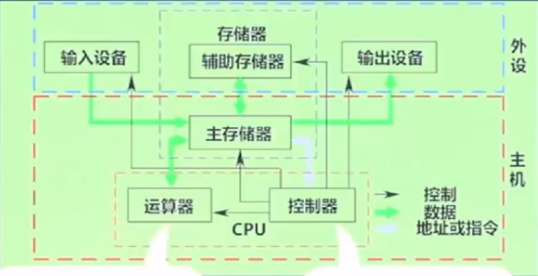 存储器
输入设备
辅助存储器
输出设备
外设
主存储器
主机
运算器
控制器
CPU
控制
数据
地址或指令